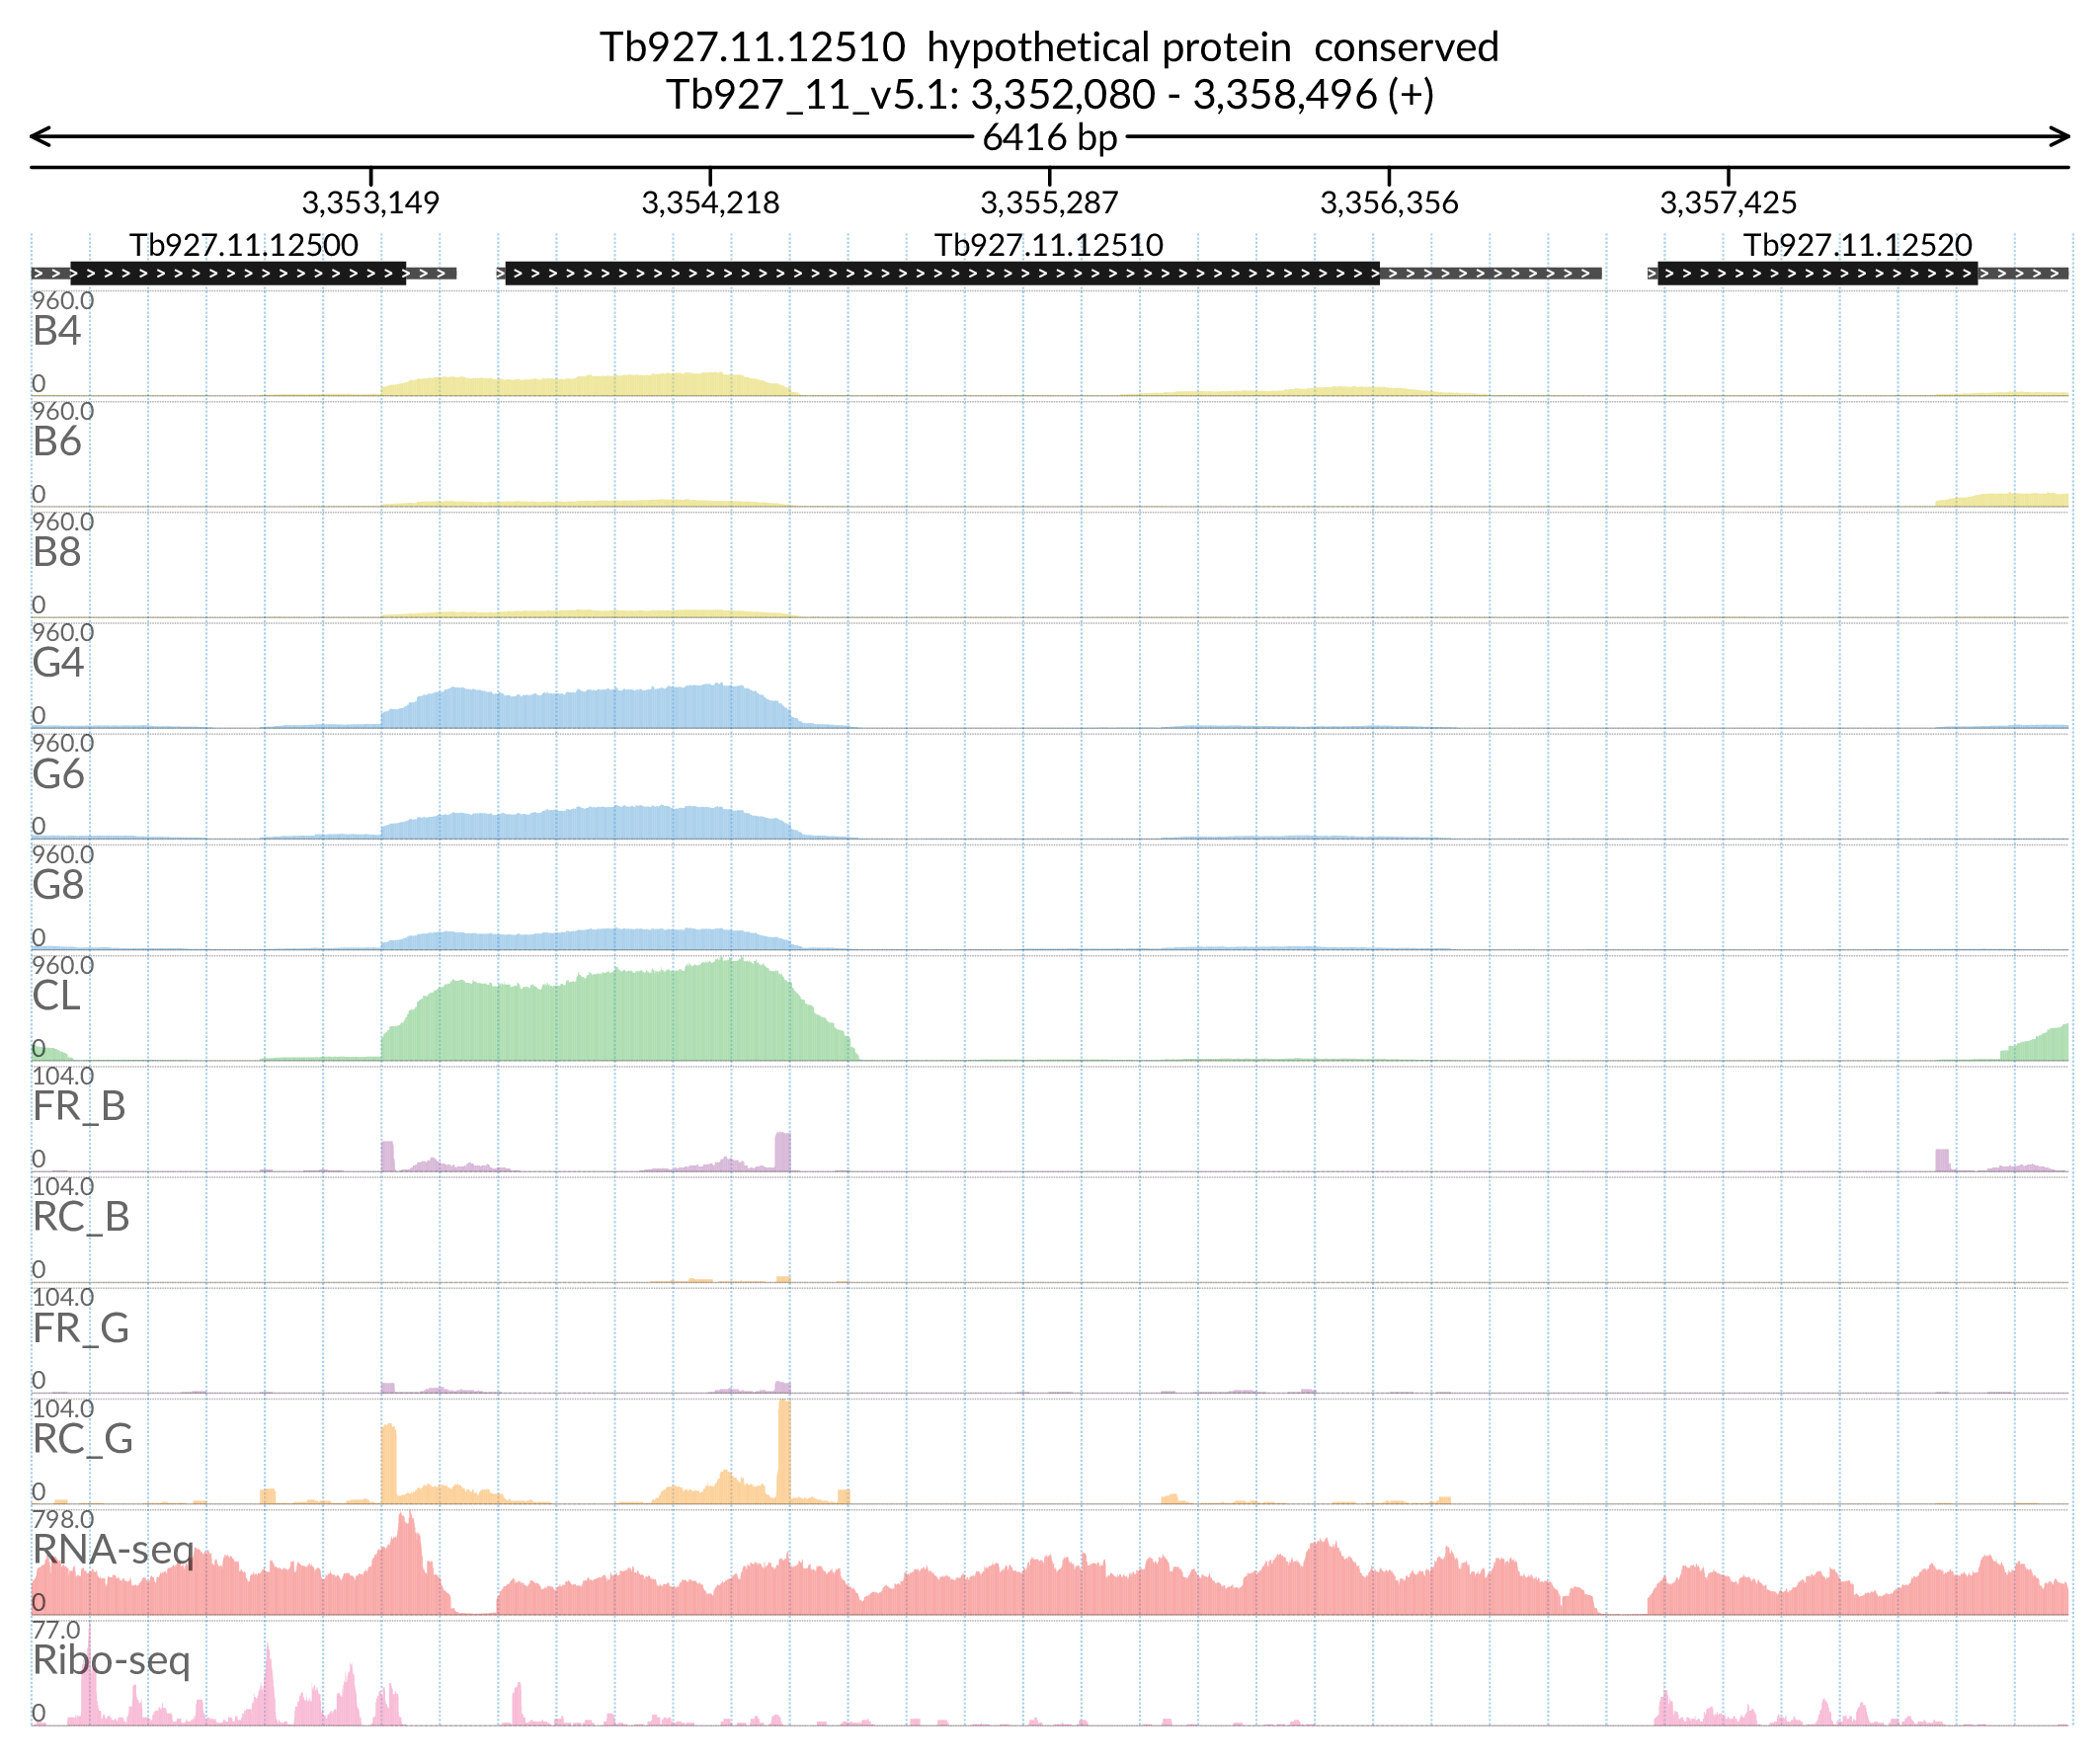 Tb927.11.12510 hypothetical protein conserved
Tb927_11_v5.1: 3,352,080 - 3,358,496 (+)
6416 bp
3,353,149 3,354,218 3,355,287 3,356,356 3,357,425
Tb927.11.12500 Tb927.11.12510 Tb927.11.12520
960.0
B4
0
960.0
B6
0
960.0
B8
0
960.0
G4
0
960.0
G6
0
960.0
G8
0
960.0
CL
0
104.0
FR_B
0
104.0
RC_B
0
104.0
FR_G
0
104.0
RC_G
0
798.0
RNA-seq
0
77.0
Ribo-seq
0